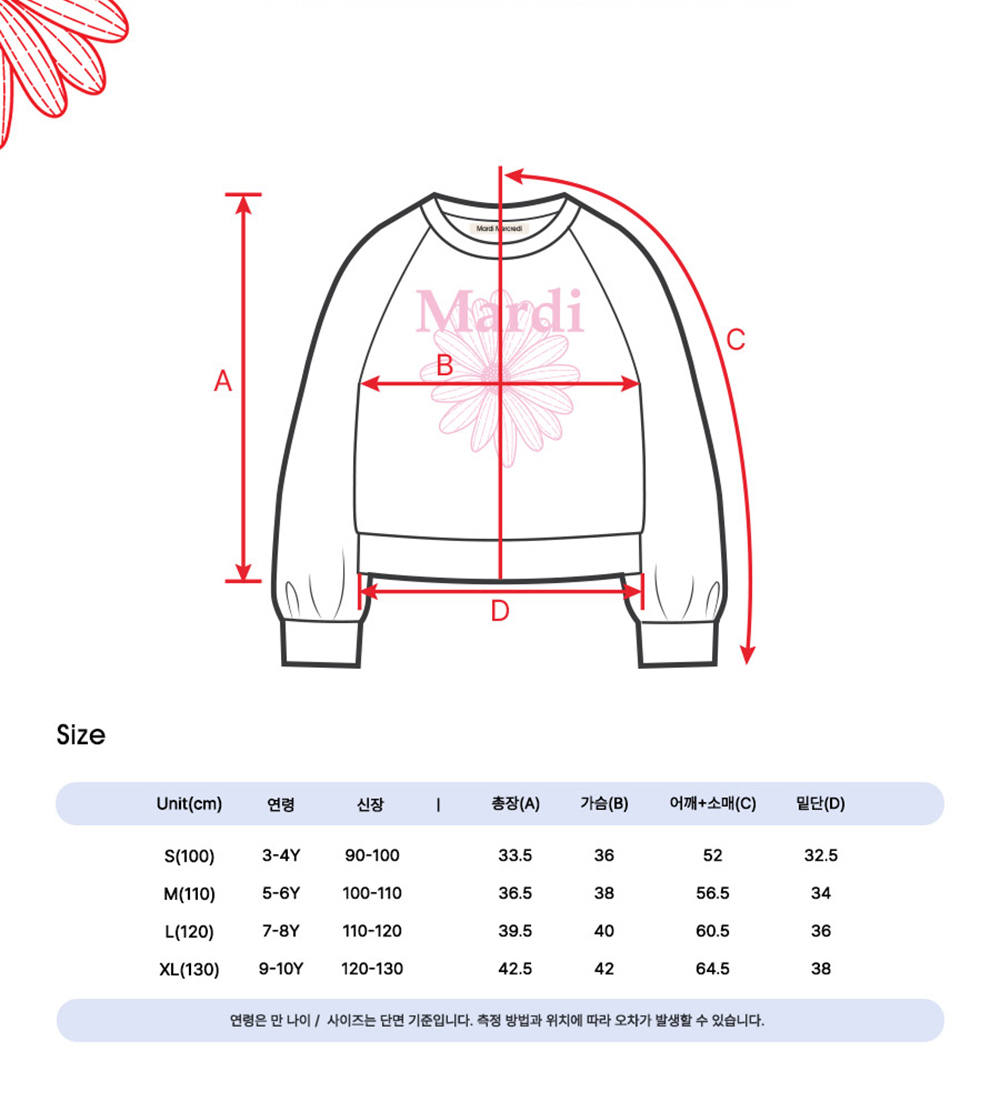 Mardi Mercredi
Mardi
A
B
C
D
Size
Unit(cm) 연령 신장 | 총장(A) 가슴(B) 어깨+소매(C) 밑단(D)
S(100) 3-4Y 90-100 33.5 36 52 32.5
M(110) 5-6Y 100-110 36.5 38 56.5 34
L(120) 7-8Y 110-120 39.5 40 60.5 36
XL(130) 9-10Y 120-130 42.5 42 64.5 38
연령은 만 나이 / 사이즈는 단면 기준입니다. 측정 방법과 위치에 따라 오차가 발생할 수 있습니다.